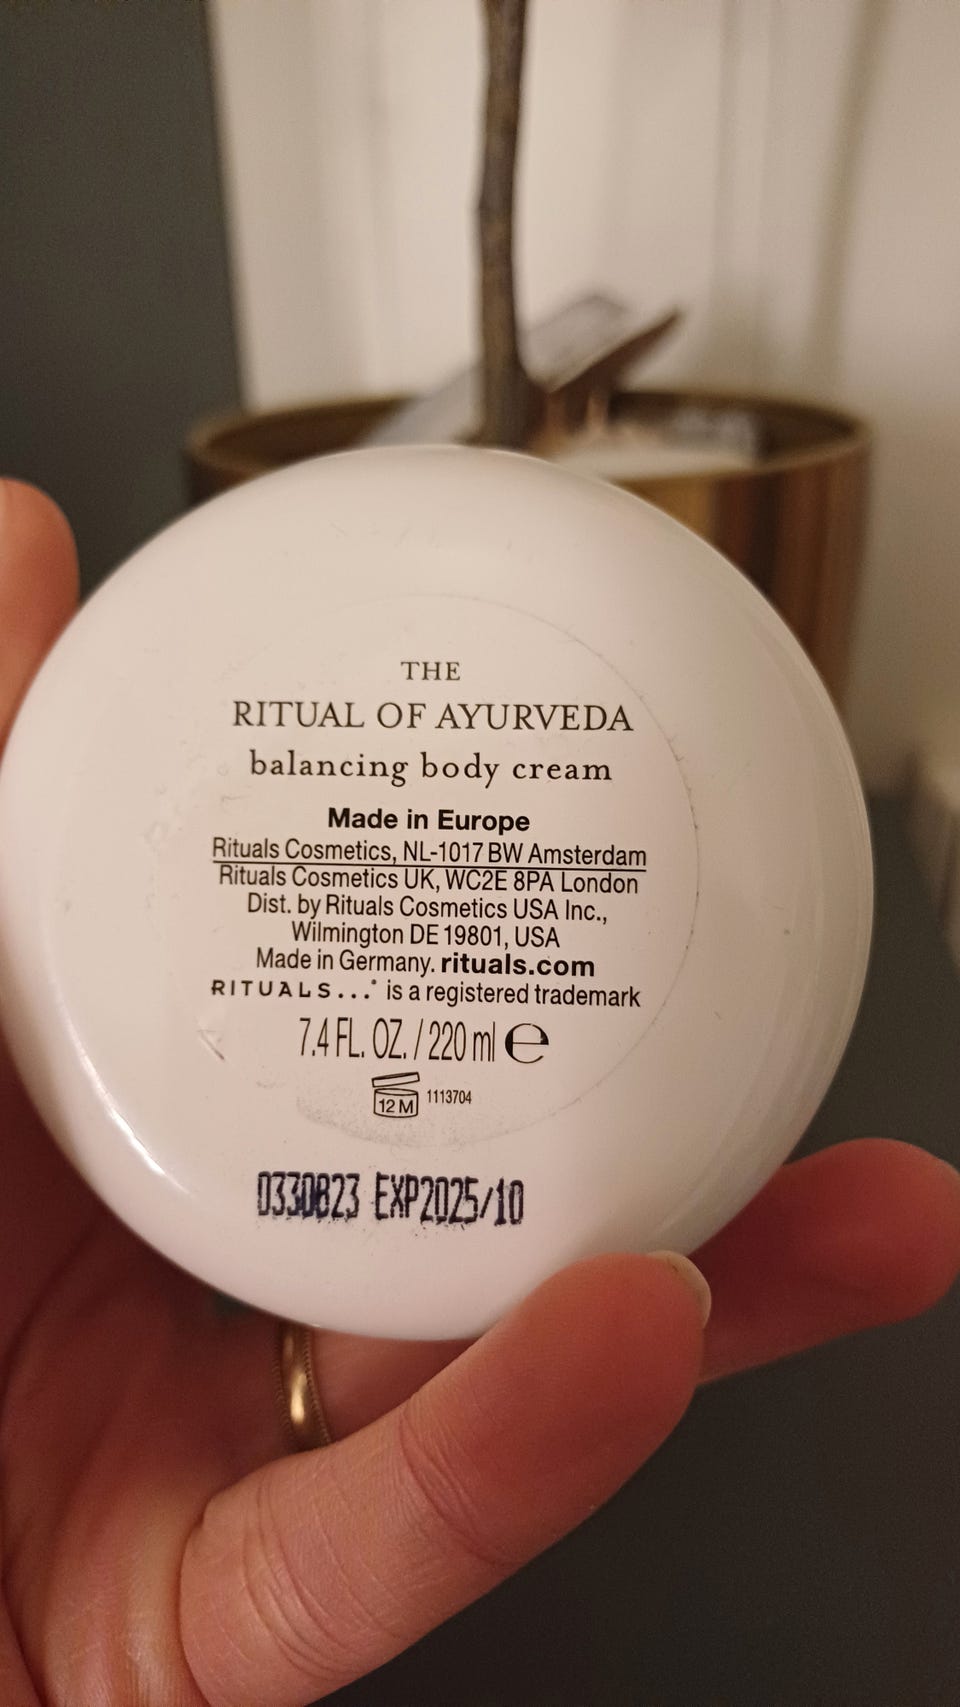 THE
RITUAL OF AYURVEDA
balancing body cream
Made in Europe
Rituals Cosmetics, NL-1017 BW Amsterdam
Rituals Cosmetics UK, WC2E 8PA London
Dist. by Rituals Cosmetics USA Inc.,
Wilmington DE 19801, USA
Made in Germany. rituals.com
RITUALS...® is a registered trademark
7.4 FL. OZ. / 220 ml ℮
12 M 1113704
0330823 EXP2025/10